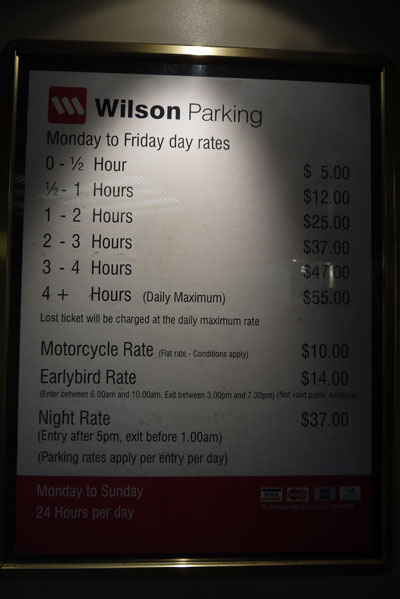 Wilson Parking
Monday to Friday day rates
0 - ½ Hour $ 5.00
½ - 1 Hours $12.00
1 - 2 Hours $25.00
2 - 3 Hours $37.00
3 - 4 Hours $47.00
4 + Hours (Daily Maximum) $55.00
Lost ticket will be charged at the daily maximum rate
Motorcycle Rate (Flat rate - Conditions apply) $10.00
Earlybird Rate $14.00
(Enter between 6.00am and 10.00am, Exit between 3.00pm and 7.30pm) (Not valid public holidays)
Night Rate $37.00
(Entry after 5pm, exit before 1.00am)
(Parking rates apply per entry per day)
Monday to Sunday
24 Hours per day
VISA